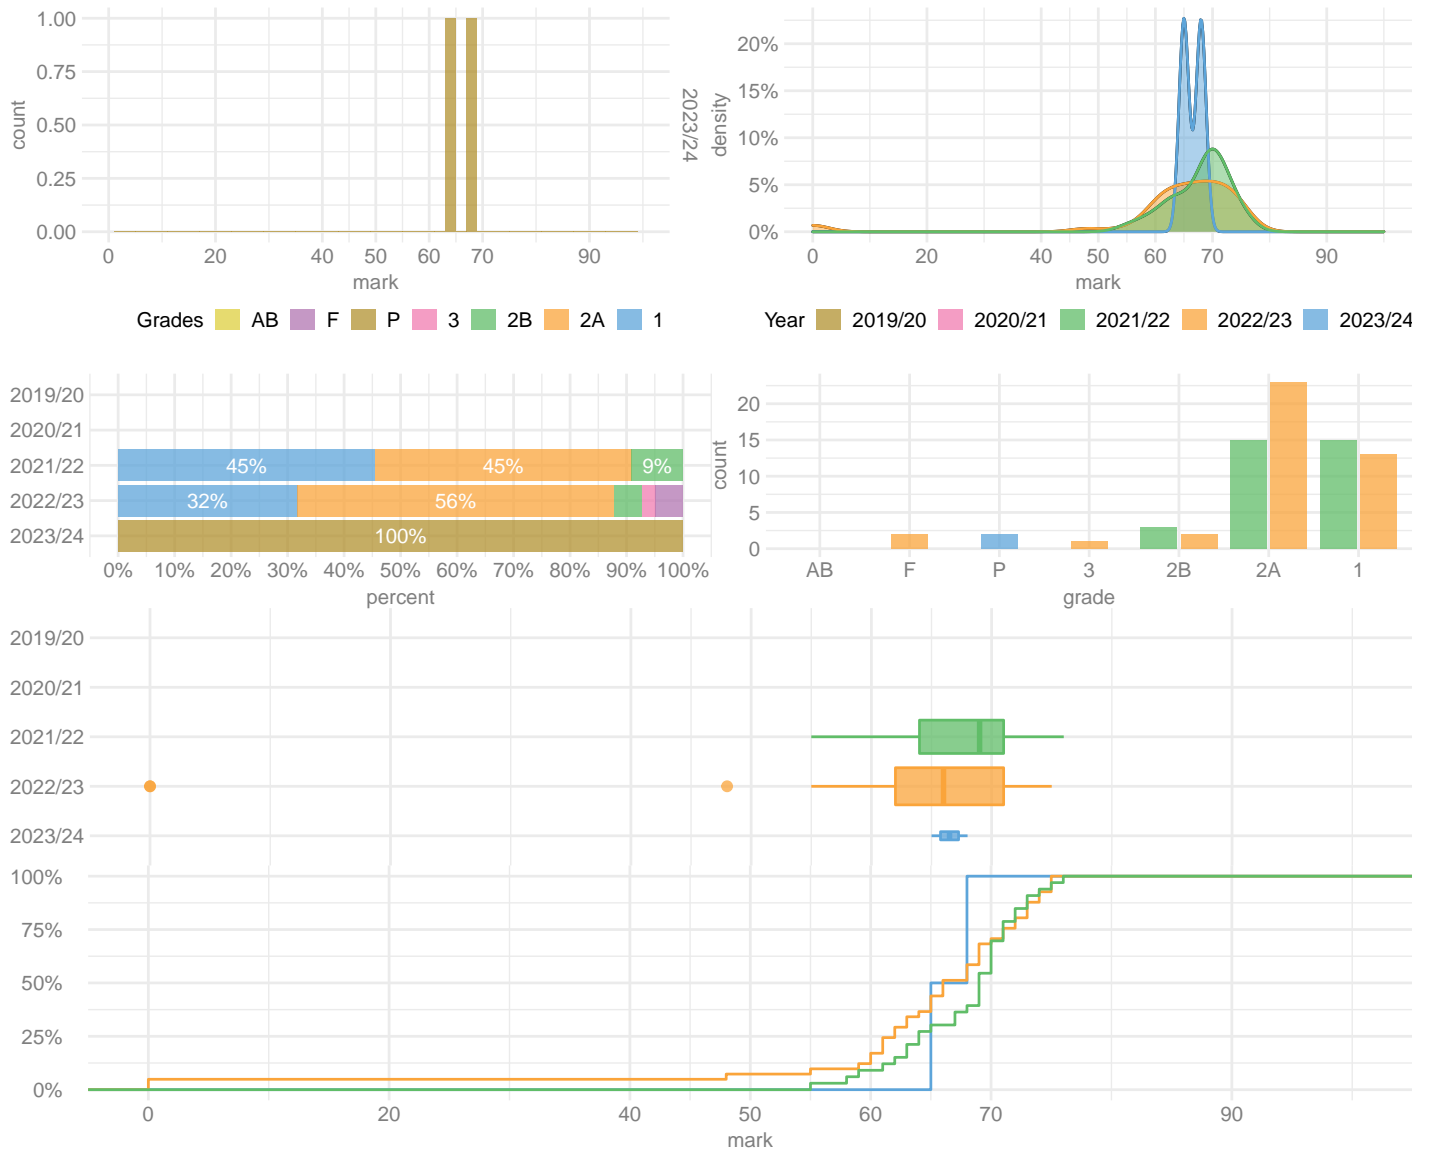 1.00
0.75
0.50
0.25
0.00
count
0 20 40 50 60 70 90
mark
2023/24
20%
15%
10%
5%
0%
density
0 20 40 50 60 70 90
mark
Grades AB F P 3 2B 2A 1
Year 2019/20 2020/21 2021/22 2022/23 2023/24
2019/20
2020/21
2021/22 45% 45% 9%
2022/23 32% 56%
2023/24 100%
0% 10% 20% 30% 40% 50% 60% 70% 80% 90% 100%
percent
20
15
10
5
0
count
AB F P 3 2B 2A 1
grade
2019/20
2020/21
2021/22
2022/23
2023/24
100%
75%
50%
25%
0%
0 20 40 50 60 70 90
mark